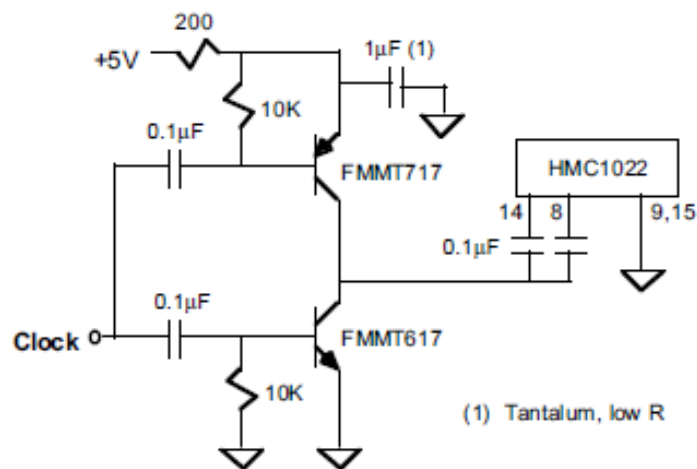 200
+5V
1µF (1)
10K
0.1µF
FMMT717
HMC1022
14
8
9,15
0.1µF
0.1µF
Clock
FMMT617
10K
(1) Tantalum, low R